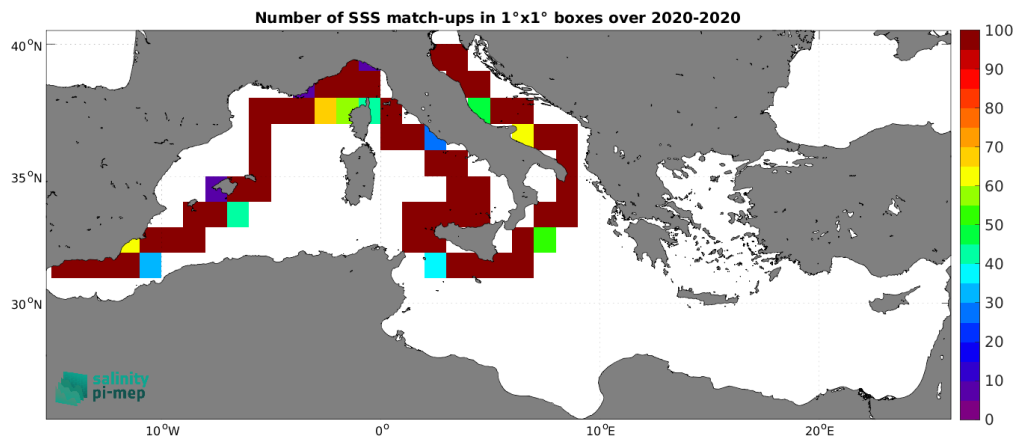 Number of SSS match-ups in 1°x1° boxes over 2020-2020
40°N
35°N
30°N
10°W
0°
10°E
20°E
100
90
80
70
60
50
40
30
20
10
0
salinity
pi-mep